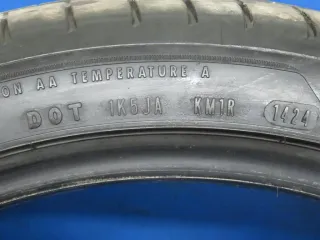 ON AA TEMPERATURE A
DOT 1K5JA KM1R 1424